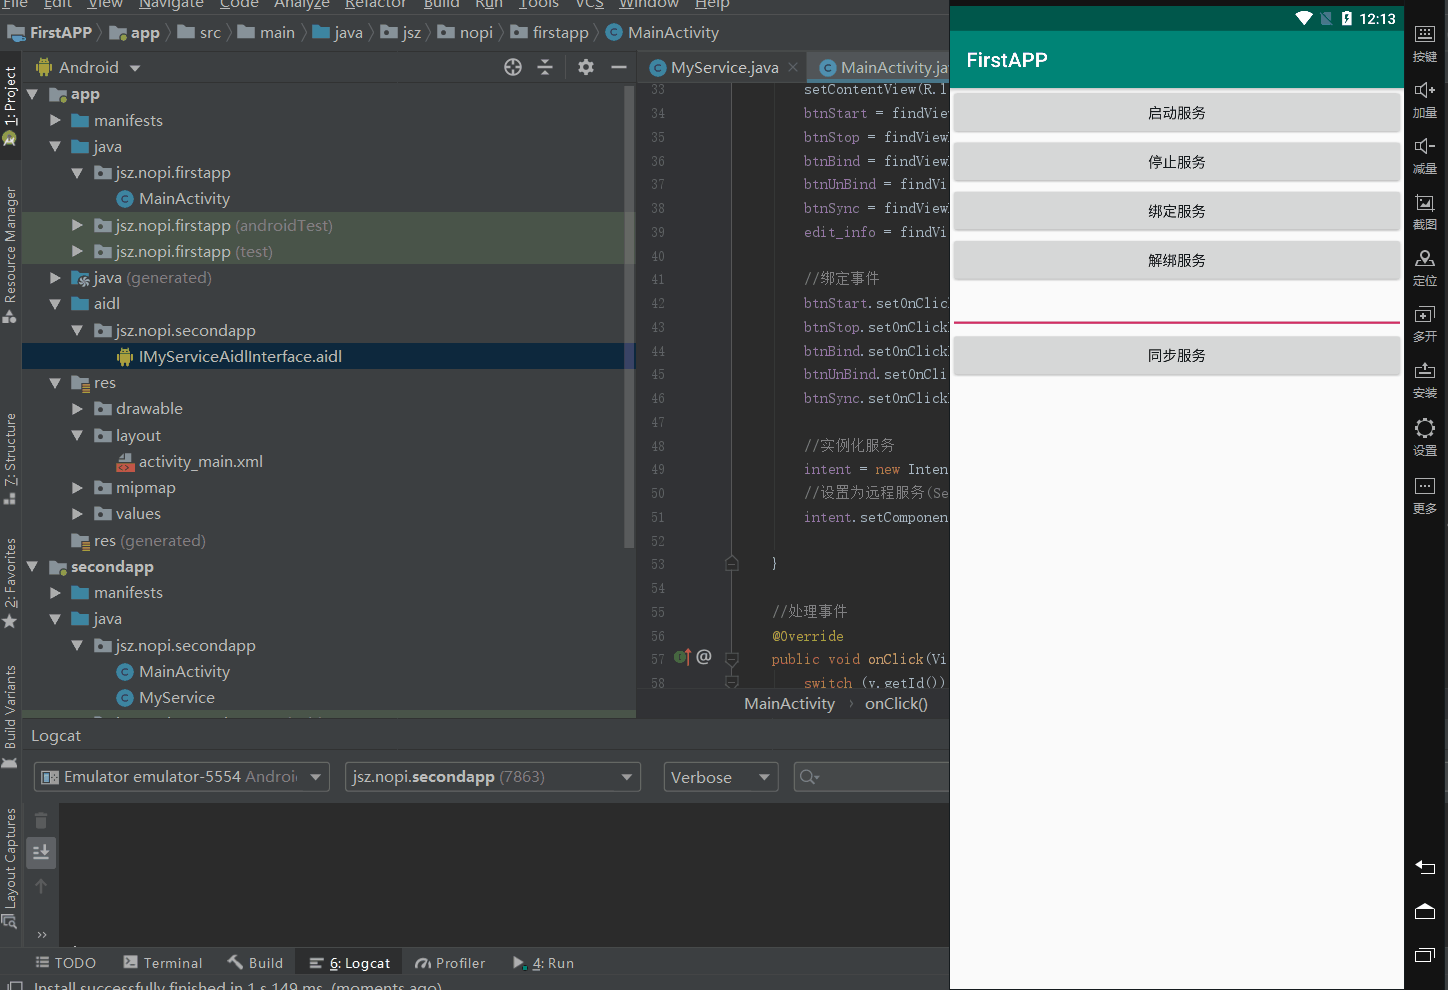 File Edit View Navigate Code Analyze Refactor Build Run Tools VCS Window Help
FirstAPP app src main java jsz nopi firstapp MainActivity
Android
app
manifests
java
jsz.nopi.firstapp
MainActivity
jsz.nopi.firstapp (androidTest)
jsz.nopi.firstapp (test)
java (generated)
aidl
jsz.nopi.secondapp
IMyServiceAidlInterface.aidl
res
drawable
layout
activity_main.xml
mipmap
values
res (generated)
secondapp
manifests
java
jsz.nopi.secondapp
MainActivity
MyService
1: Project
Resource Manager
7: Structure
2: Favorites
Build Variants
Layout Captures
MyService.java
MainActivity.ja
33 setContentView(R.l
34 btnStart = findView
35 btnStop = findView
36 btnBind = findView
37 btnUnBind = findVi
38 btnSync = findView
39 edit_info = findVi
40
41 //绑定事件
42 btnStart.setOnClick
43 btnStop.setOnClick
44 btnBind.setOnClick
45 btnUnBind.setOnCli
46 btnSync.setOnClick
47
48 //实例化服务
49 intent = new Inten
50 //设置为远程服务(Se
51 intent.setComponen
52
53 }
54
55 //处理事件
56 @Override
57 @ public void onClick(Vi
58 switch (v.getId())
MainActivity onClick()
Logcat
Emulator emulator-5554 Androi
jsz.nopi.secondapp (7863)
Verbose
TODO Terminal Build 6: Logcat Profiler 4: Run
Install successfully finished in 1 s 149 ms. (moments ago)
12:13
FirstAPP
启动服务
停止服务
绑定服务
解绑服务
同步服务
按键
加量
减量
截图
定位
多开
安装
设置
更多